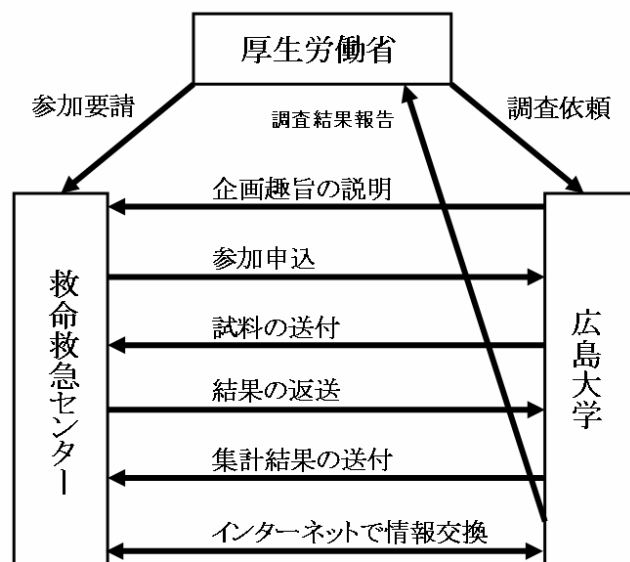 厚生労働省
参加要請
調査結果報告
調査依頼
企画趣旨の説明
参加申込
試料の送付
結果の返送
集計結果の送付
インターネットで情報交換
救命救急センター
広島大学